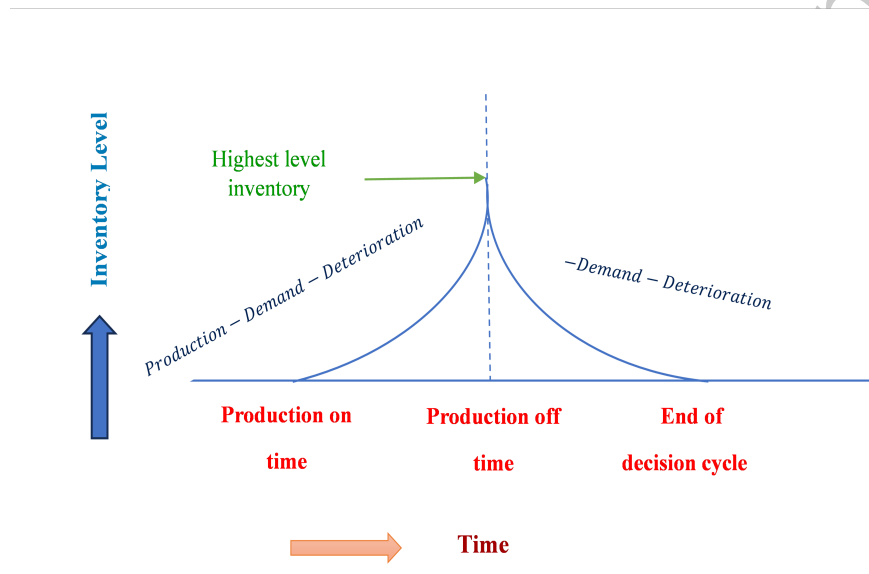 Inventory Level
Highest level
inventory
Production − Demand − Deterioration
−Demand − Deterioration
Production on
time
Production off
time
End of
decision cycle
Time